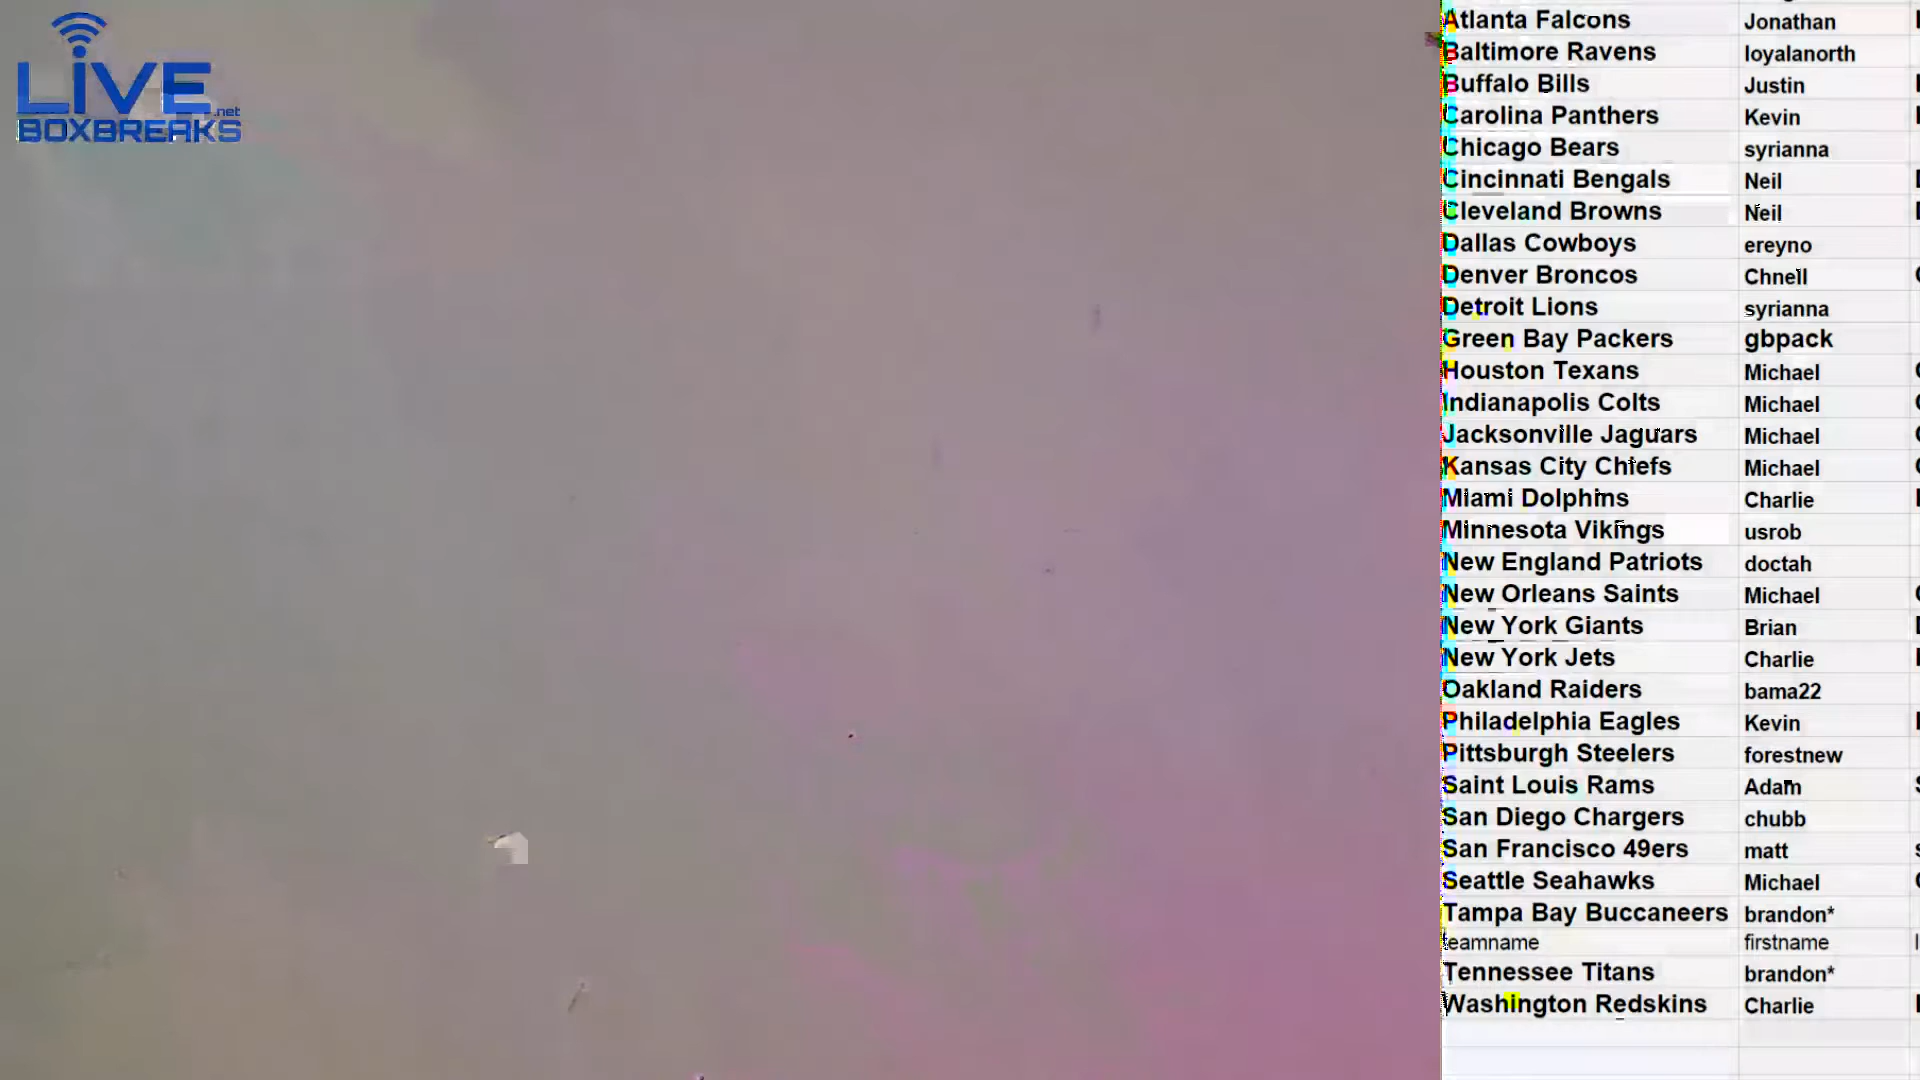 LiVE
.net
BOXBREAKS
Atlanta Falcons Jonathan
Baltimore Ravens loyalanorth
Buffalo Bills Justin
Carolina Panthers Kevin
Chicago Bears syrianna
Cincinnati Bengals Neil
Cleveland Browns Neil
Dallas Cowboys ereyno
Denver Broncos Chnell
Detroit Lions syrianna
Green Bay Packers gbpack
Houston Texans Michael
Indianapolis Colts Michael
Jacksonville Jaguars Michael
Kansas City Chiefs Michael
Miami Dolphins Charlie
Minnesota Vikings usrob
New England Patriots doctah
New Orleans Saints Michael
New York Giants Brian
New York Jets Charlie
Oakland Raiders bama22
Philadelphia Eagles Kevin
Pittsburgh Steelers forestnew
Saint Louis Rams Adam
San Diego Chargers chubb
San Francisco 49ers matt
Seattle Seahawks Michael
Tampa Bay Buccaneers brandon*
teamname firstname
Tennessee Titans brandon*
Washington Redskins Charlie